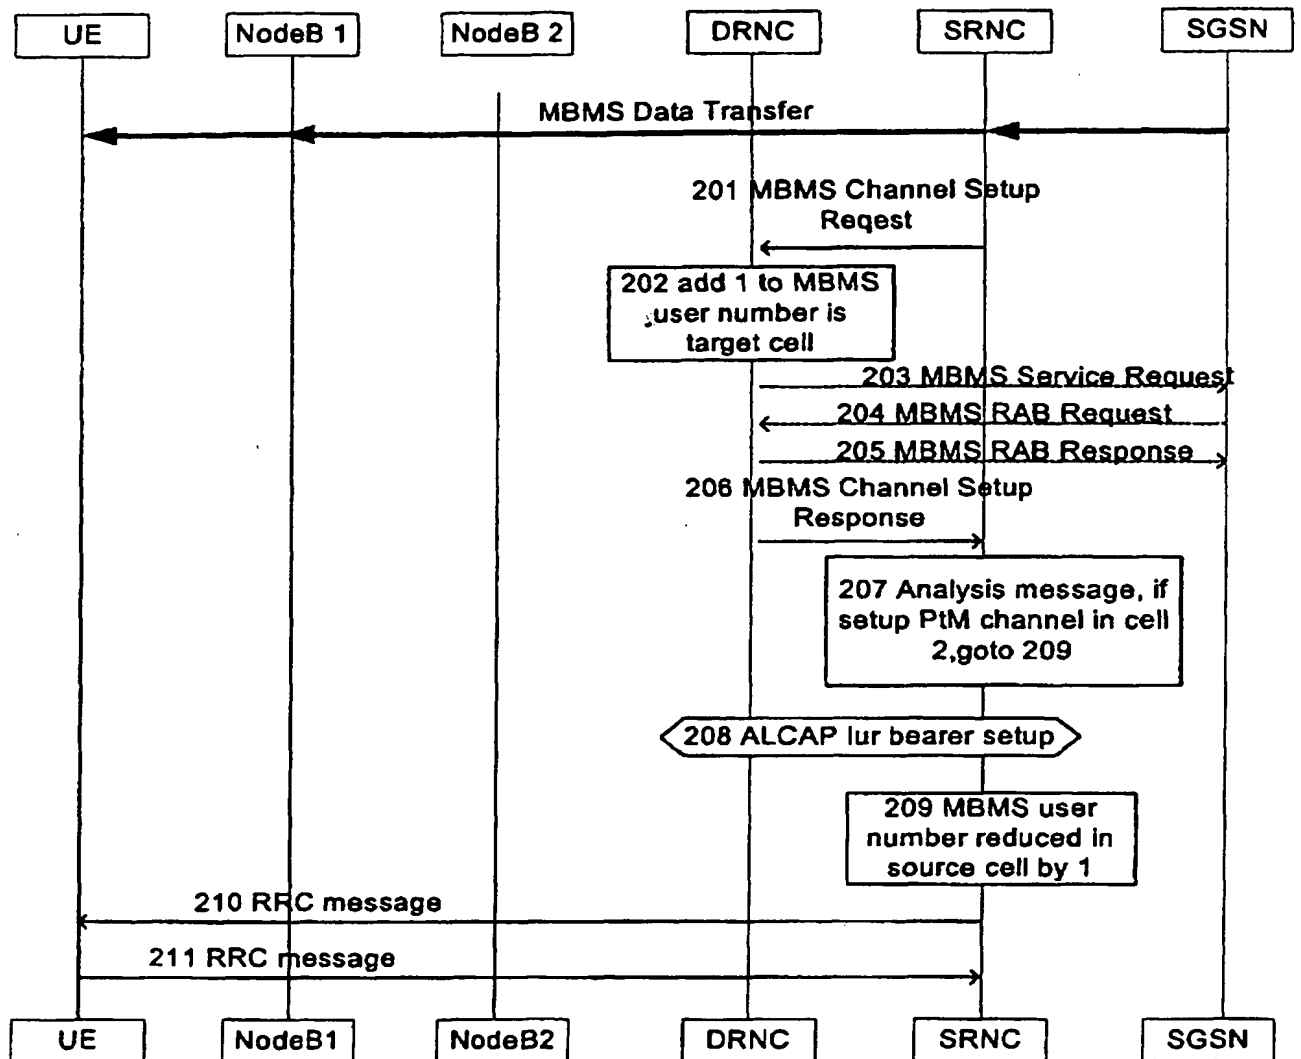 UE NodeB 1 NodeB 2 DRNC SRNC SGSN
MBMS Data Transfer
201 MBMS Channel Setup
Reqest
202 add 1 to MBMS
user number is
target cell
203 MBMS Service Request
204 MBMS RAB Request
205 MBMS RAB Response
206 MBMS Channel Setup
Response
207 Analysis message, if
setup PtM channel in cell
2,goto 209
208 ALCAP Iur bearer setup
209 MBMS user
number reduced in
source cell by 1
210 RRC message
211 RRC message
UE NodeB1 NodeB2 DRNC SRNC SGSN